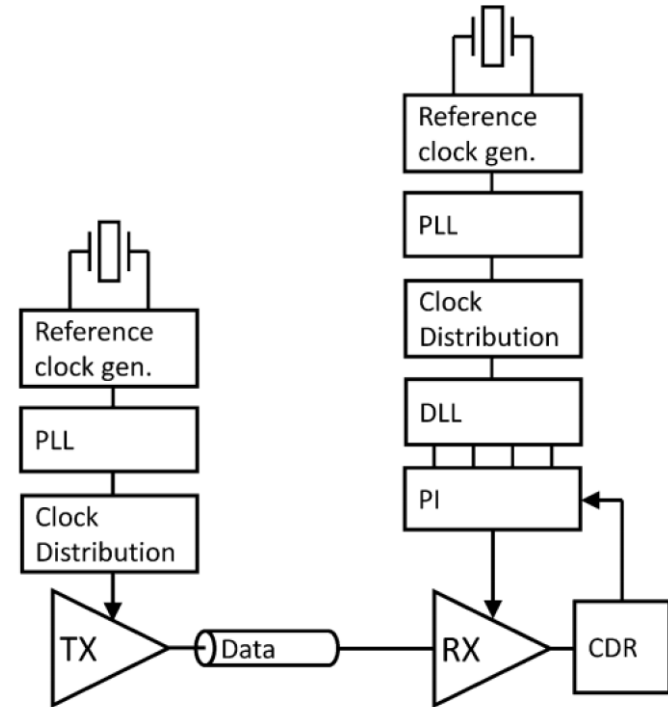 Reference
clock gen.
PLL
Clock
Distribution
TX
Data
Reference
clock gen.
PLL
Clock
Distribution
DLL
PI
RX
CDR